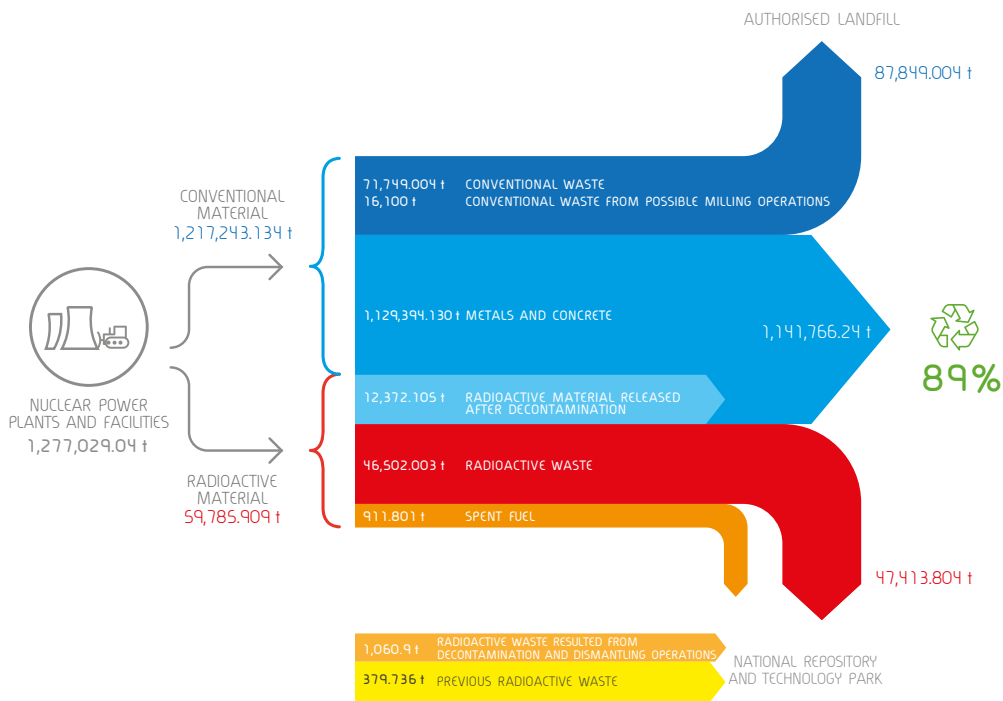 AUTHORISED LANDFILL
87,849.004 t
71,749.004 t CONVENTIONAL WASTE
16,100 t CONVENTIONAL WASTE FROM POSSIBLE MILLING OPERATIONS
CONVENTIONAL
MATERIAL
1,217,243.134 t
1,129,394.130 t METALS AND CONCRETE
1,141,766.24 t
89%
12,372.105 t RADIOACTIVE MATERIAL RELEASED
AFTER DECONTAMINATION
NUCLEAR POWER
PLANTS AND FACILITIES
1,277,029.04 t
46,502.003 t RADIOACTIVE WASTE
RADIOACTIVE
MATERIAL
59,785.909 t
911.801 t SPENT FUEL
47,413.804 t
1,060.9 t RADIOACTIVE WASTE RESULTED FROM
DECONTAMINATION AND DISMANTLING OPERATIONS
379.736 t PREVIOUS RADIOACTIVE WASTE
NATIONAL REPOSITORY
AND TECHNOLOGY PARK